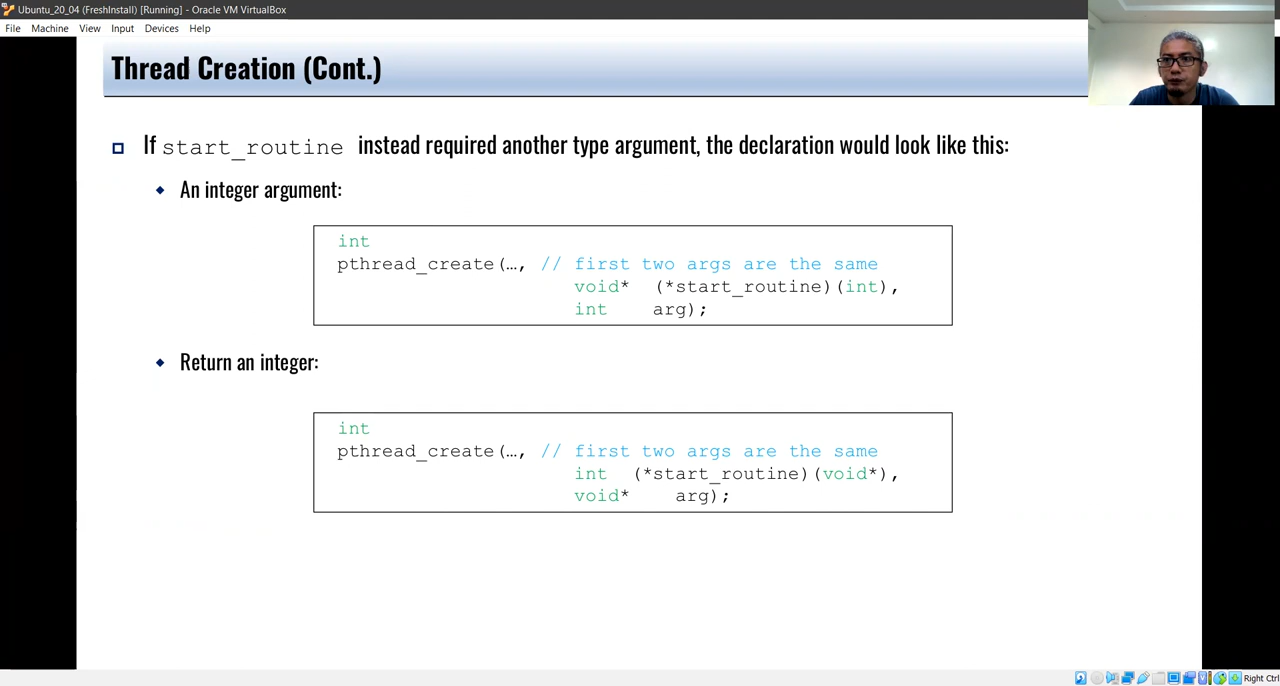 Ubuntu_20_04 (FreshInstall) [Running] - Oracle VM VirtualBox
File Machine View Input Devices Help
Thread Creation (Cont.)
If start_routine instead required another type argument, the declaration would look like this:
An integer argument:
int
pthread_create(…, // first two args are the same
void* (*start_routine)(int),
int arg);
Return an integer:
int
pthread_create(…, // first two args are the same
int (*start_routine)(void*),
void* arg);
Right Ctrl